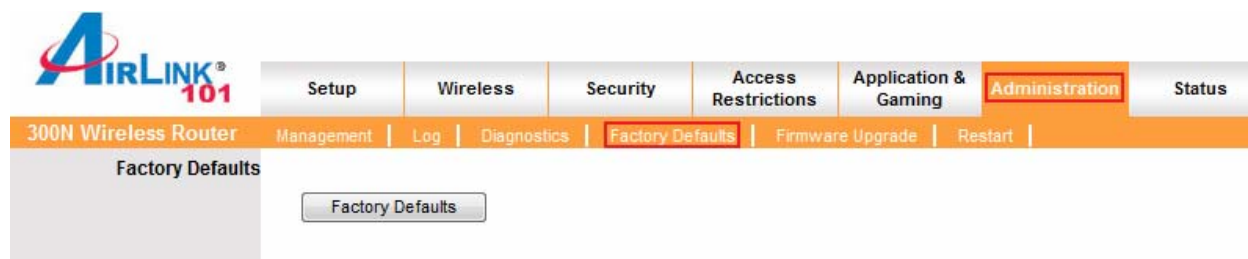 AIRLINK®
101
Setup
Wireless
Security
Access
Restrictions
Application &
Gaming
Administration
Status
300N Wireless Router
Management | Log | Diagnostics | Factory Defaults | Firmware Upgrade | Restart |
Factory Defaults
Factory Defaults